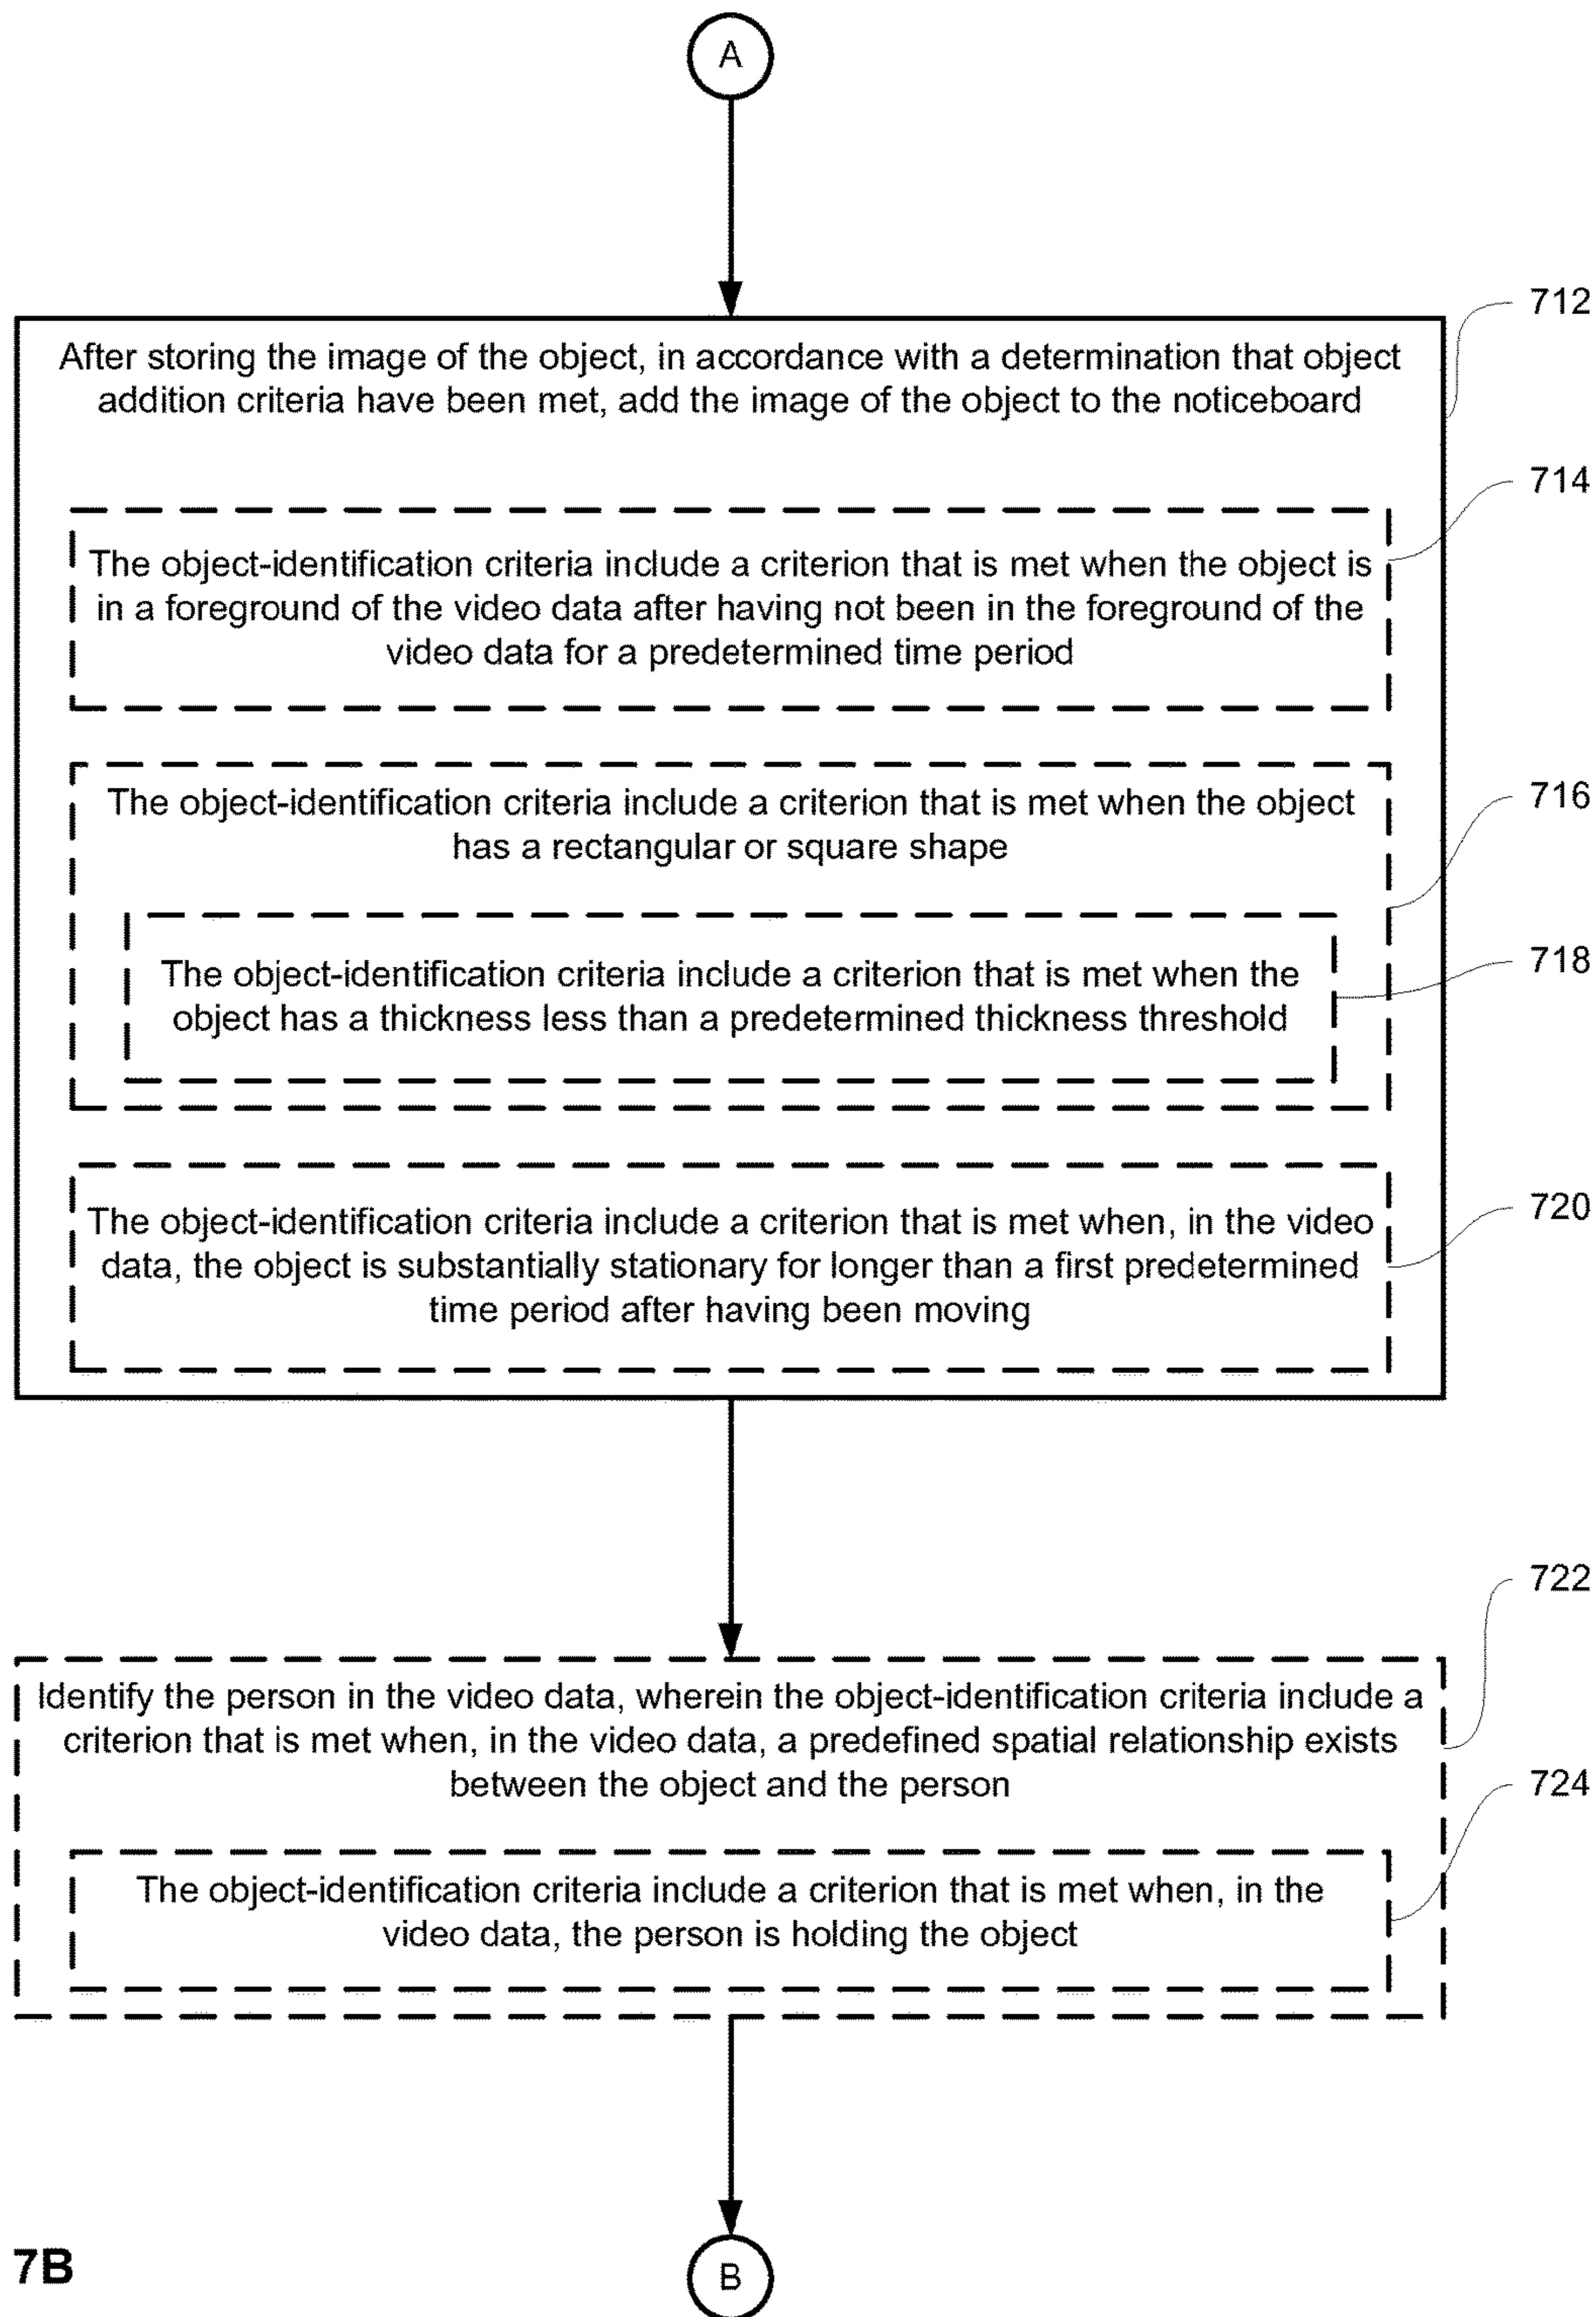 A
712
After storing the image of the object, in accordance with a determination that object
addition criteria have been met, add the image of the object to the noticeboard
714
The object-identification criteria include a criterion that is met when the object is
in a foreground of the video data after having not been in the foreground of the
video data for a predetermined time period
716
The object-identification criteria include a criterion that is met when the object
has a rectangular or square shape
718
The object-identification criteria include a criterion that is met when the
object has a thickness less than a predetermined thickness threshold
720
The object-identification criteria include a criterion that is met when, in the video
data, the object is substantially stationary for longer than a first predetermined
time period after having been moving
722
Identify the person in the video data, wherein the object-identification criteria include a
criterion that is met when, in the video data, a predefined spatial relationship exists
between the object and the person
724
The object-identification criteria include a criterion that is met when, in the
video data, the person is holding the object
7B
B